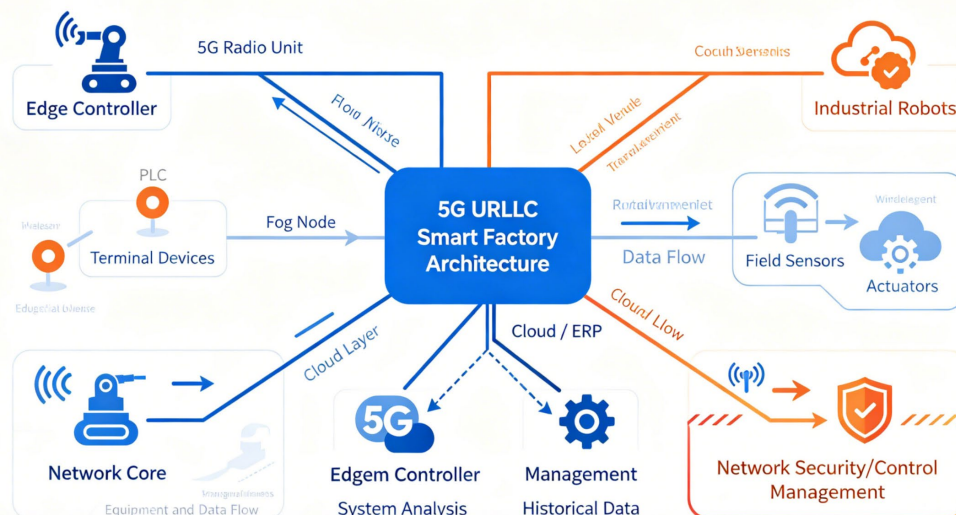 5G Radio Unit
Edge Controller
Industrial Robots
PLC
Terminal Devices
Fog Node
5G URLLC
Smart Factory
Architecture
Data Flow
Field Sensors
Actuators
Cloud Layer
Cloud / ERP
Network Core
Equipment and Data Flow
5G
Edgem Controller
System Analysis
Management
Historical Data
Network Security/Control
Management